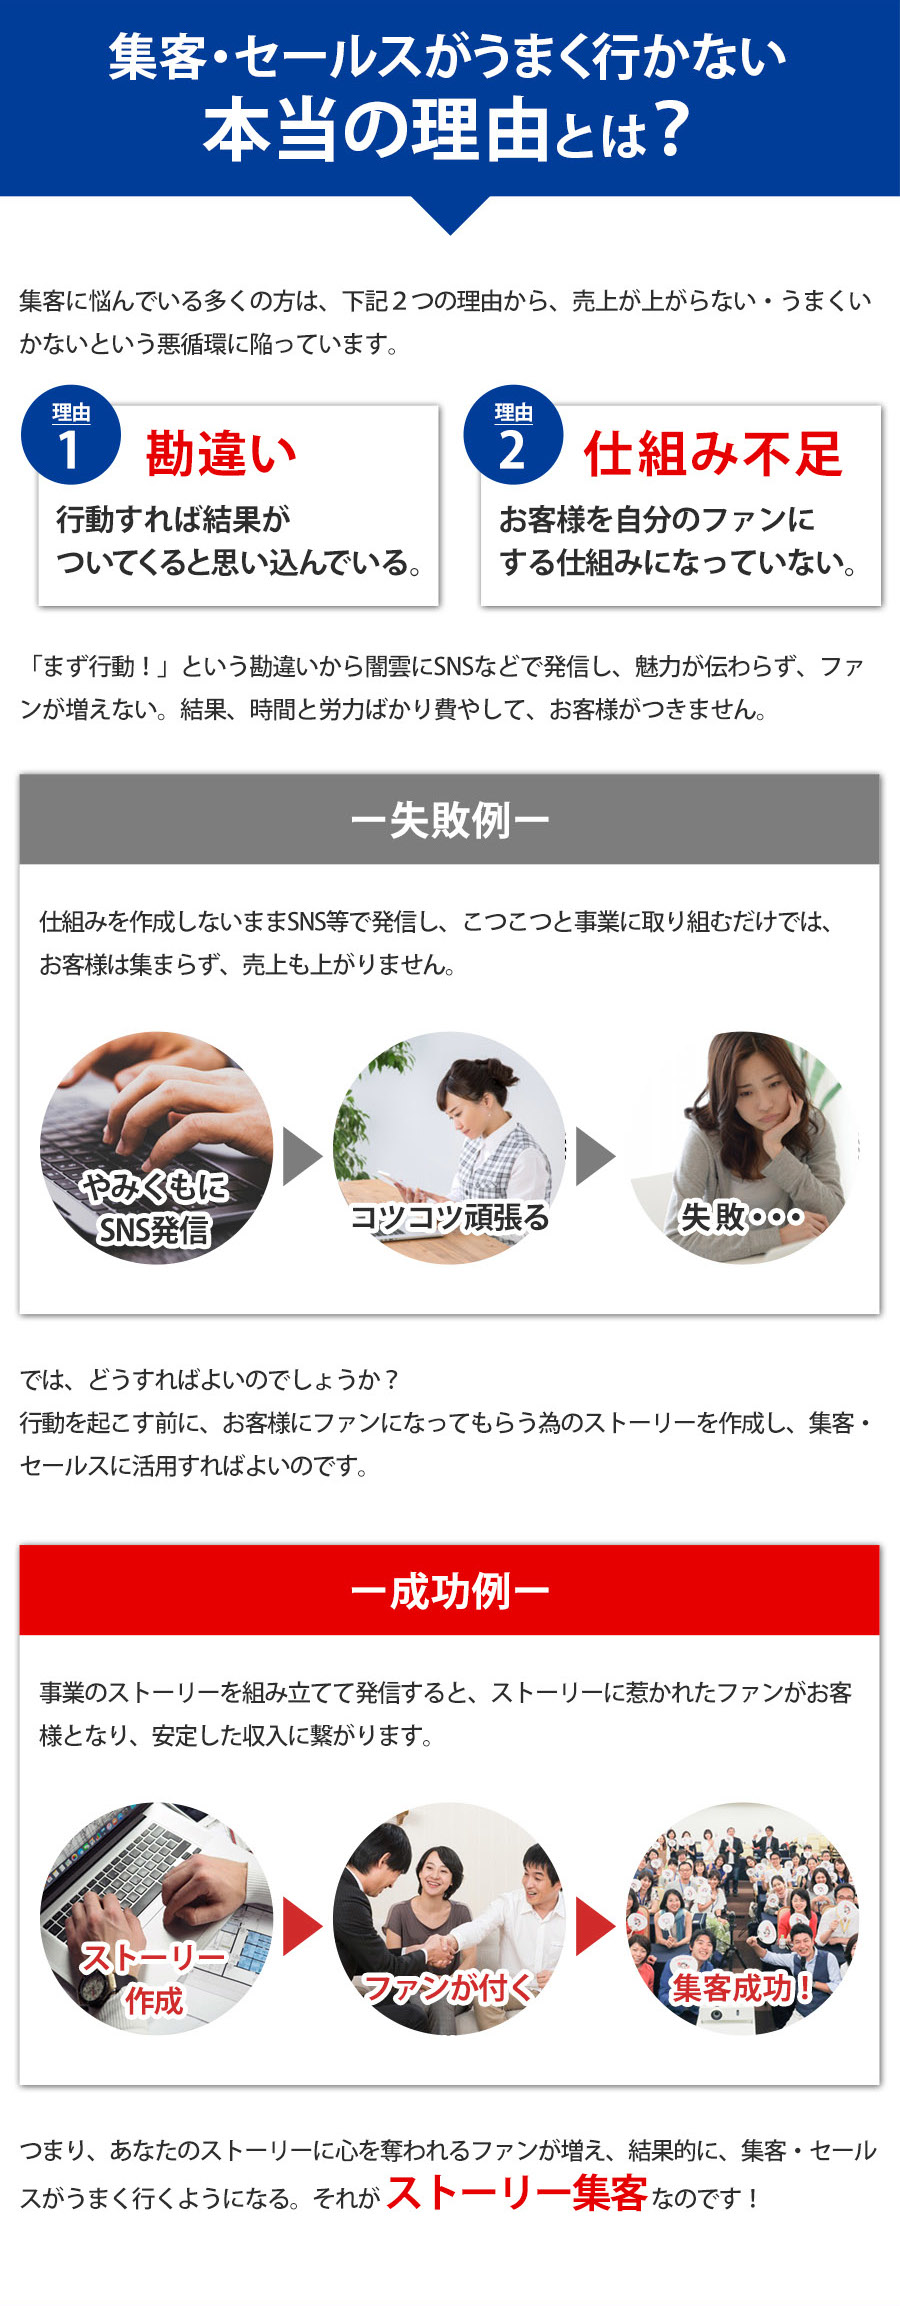 集客・セールスがうまく行かない
本当の理由とは？
集客に悩んでいる多くの方は、下記２つの理由から、売上が上がらない・うまくい
かないという悪循環に陥っています。
理由
1
勘違い
行動すれば結果が
ついてくると思い込んでいる。
理由
2
仕組み不足
お客様を自分のファンに
する仕組みになっていない。
「まず行動！」という勘違いから闇雲にSNSなどで発信し、魅力が伝わらず、ファ
ンが増えない。結果、時間と労力ばかり費やして、お客様がつきません。
ー失敗例ー
仕組みを作成しないままSNS等で発信し、こつこつと事業に取り組むだけでは、
お客様は集まらず、売上も上がりません。
やみくもに
SNS発信
コツコツ頑張る
失敗・・・
では、どうすればよいのでしょうか？
行動を起こす前に、お客様にファンになってもらう為のストーリーを作成し、集客・
セールスに活用すればよいのです。
ー成功例ー
事業のストーリーを組み立てて発信すると、ストーリーに惹かれたファンがお客
様となり、安定した収入に繋がります。
ストーリー
作成
ファンが付く
集客成功！
つまり、あなたのストーリーに心を奪われるファンが増え、結果的に、集客・セール
スがうまく行くようになる。それが ストーリー集客 なのです！